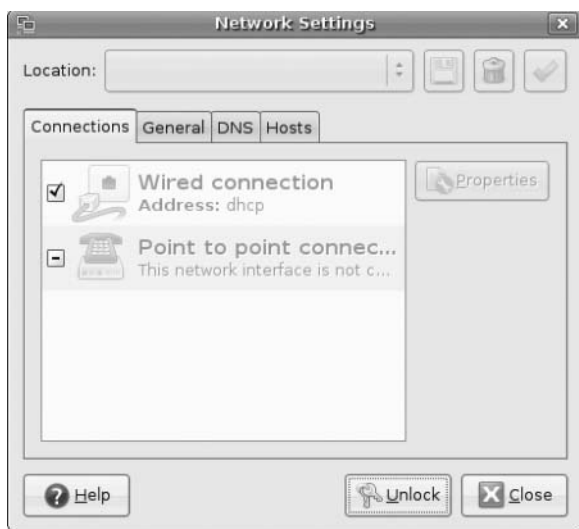 Network Settings
Location:
Connections General DNS Hosts
Wired connection
Address: dhcp
Properties
Point to point connec...
This network interface is not c...
Help Unlock Close